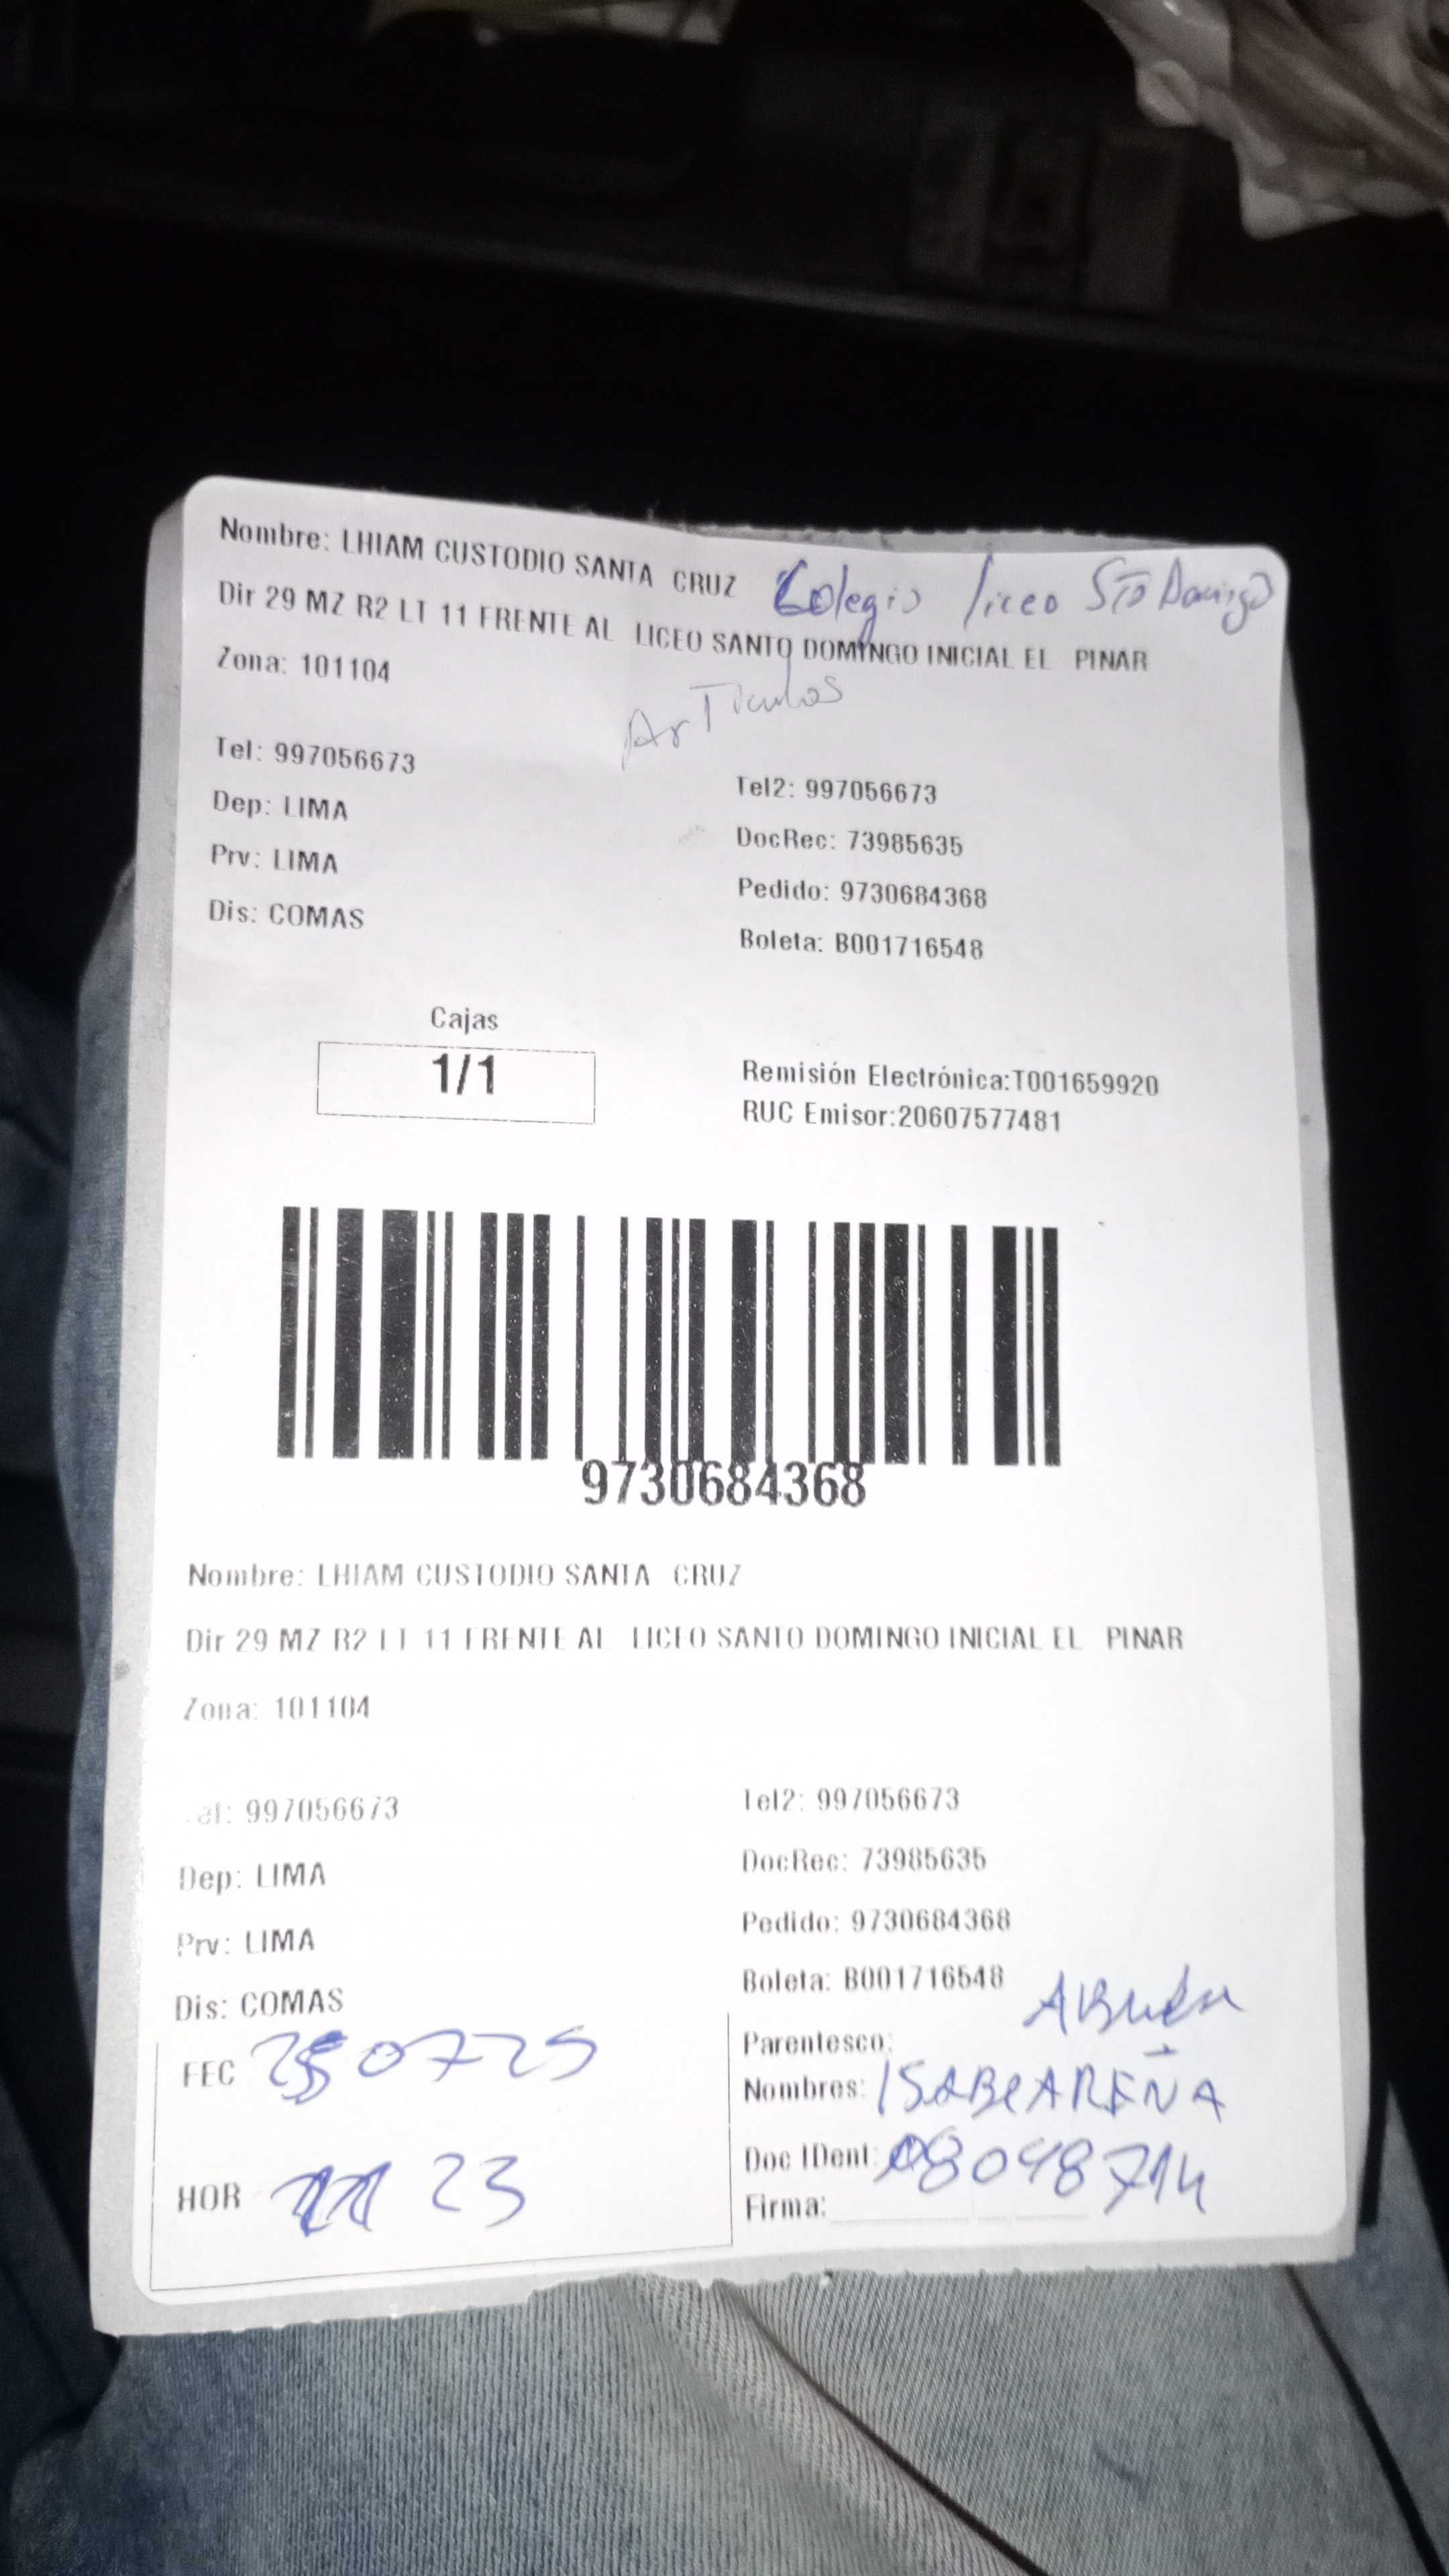 Nombre: LHIAM CUSTODIO SANTA CRUZ Colegio liceo STO Domingo
Dir 29 MZ R2 LT 11 FRENTE AL LICEO SANTO DOMINGO INICIAL EL PINAR
Zona: 101104
ArTiculos
Tel: 997056673
Tel2: 997056673
Dep: LIMA
DocRec: 73985635
Prv: LIMA
Pedido: 9730684368
Dis: COMAS
Boleta: B001716548
Cajas
1/1
Remisión Electrónica:T001659920
RUC Emisor:20607577481
9730684368
Nombre: LHIAM CUSTODIO SANTA CRUZ
Dir 29 MZ R2 LT 11 FRENTE AL LICEO SANTO DOMINGO INICIAL EL PINAR
Zona: 101104
Tel: 997056673
Tel2: 997056673
Dep: LIMA
DocRec: 73985635
Prv: LIMA
Pedido: 9730684368
Dis: COMAS
Boleta: B001716548
FEC 250725
Parentesco:
Nombres:
HOR 11 23
Doc IDent: 08048714
Firma: